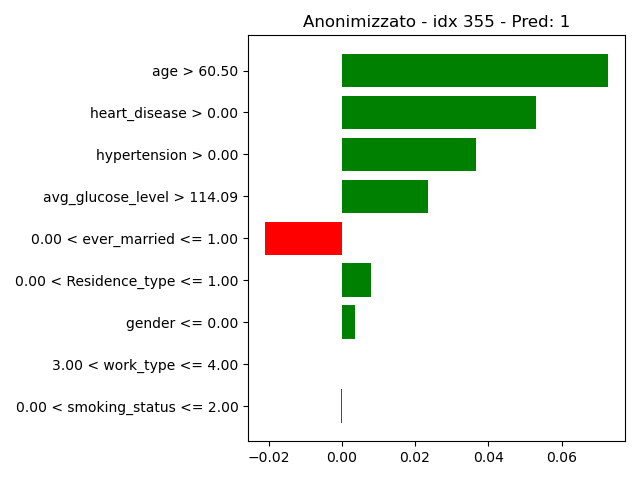 Anonimizzato - idx 355 - Pred: 1
age > 60.50
heart_disease > 0.00
hypertension > 0.00
avg_glucose_level > 114.09
0.00 < ever_married <= 1.00
0.00 < Residence_type <= 1.00
gender <= 0.00
3.00 < work_type <= 4.00
0.00 < smoking_status <= 2.00
−0.02 0.00 0.02 0.04 0.06